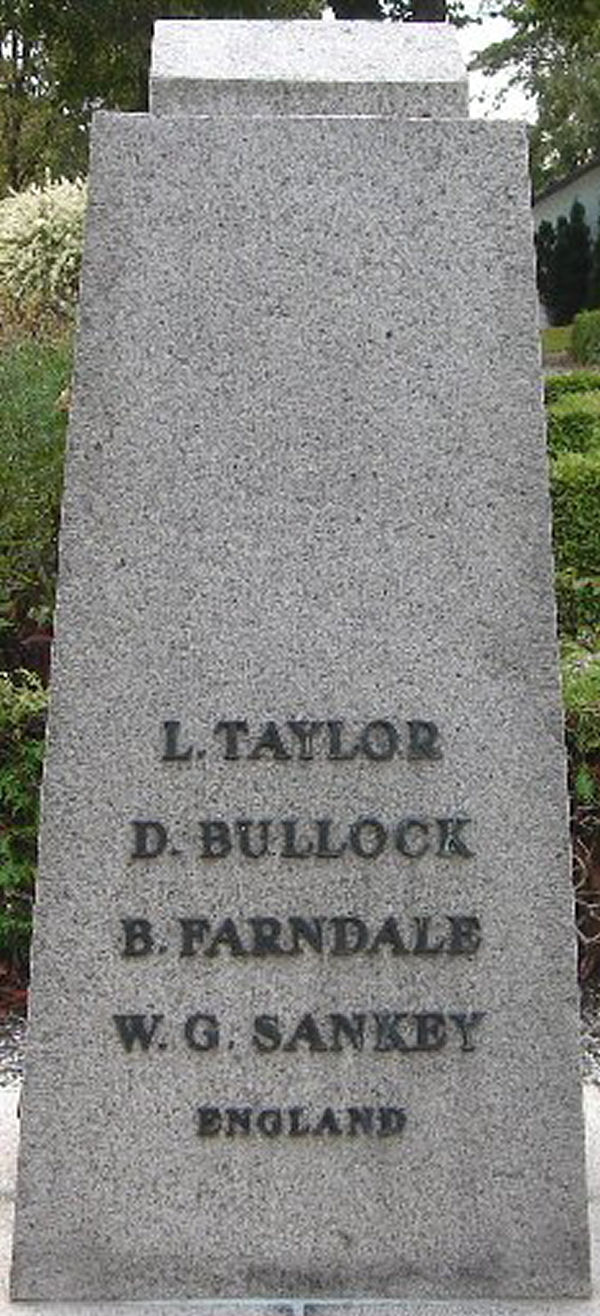 L. TAYLOR
D. BULLOCK
B. FARNDALE
W. G. SANKEY
ENGLAND